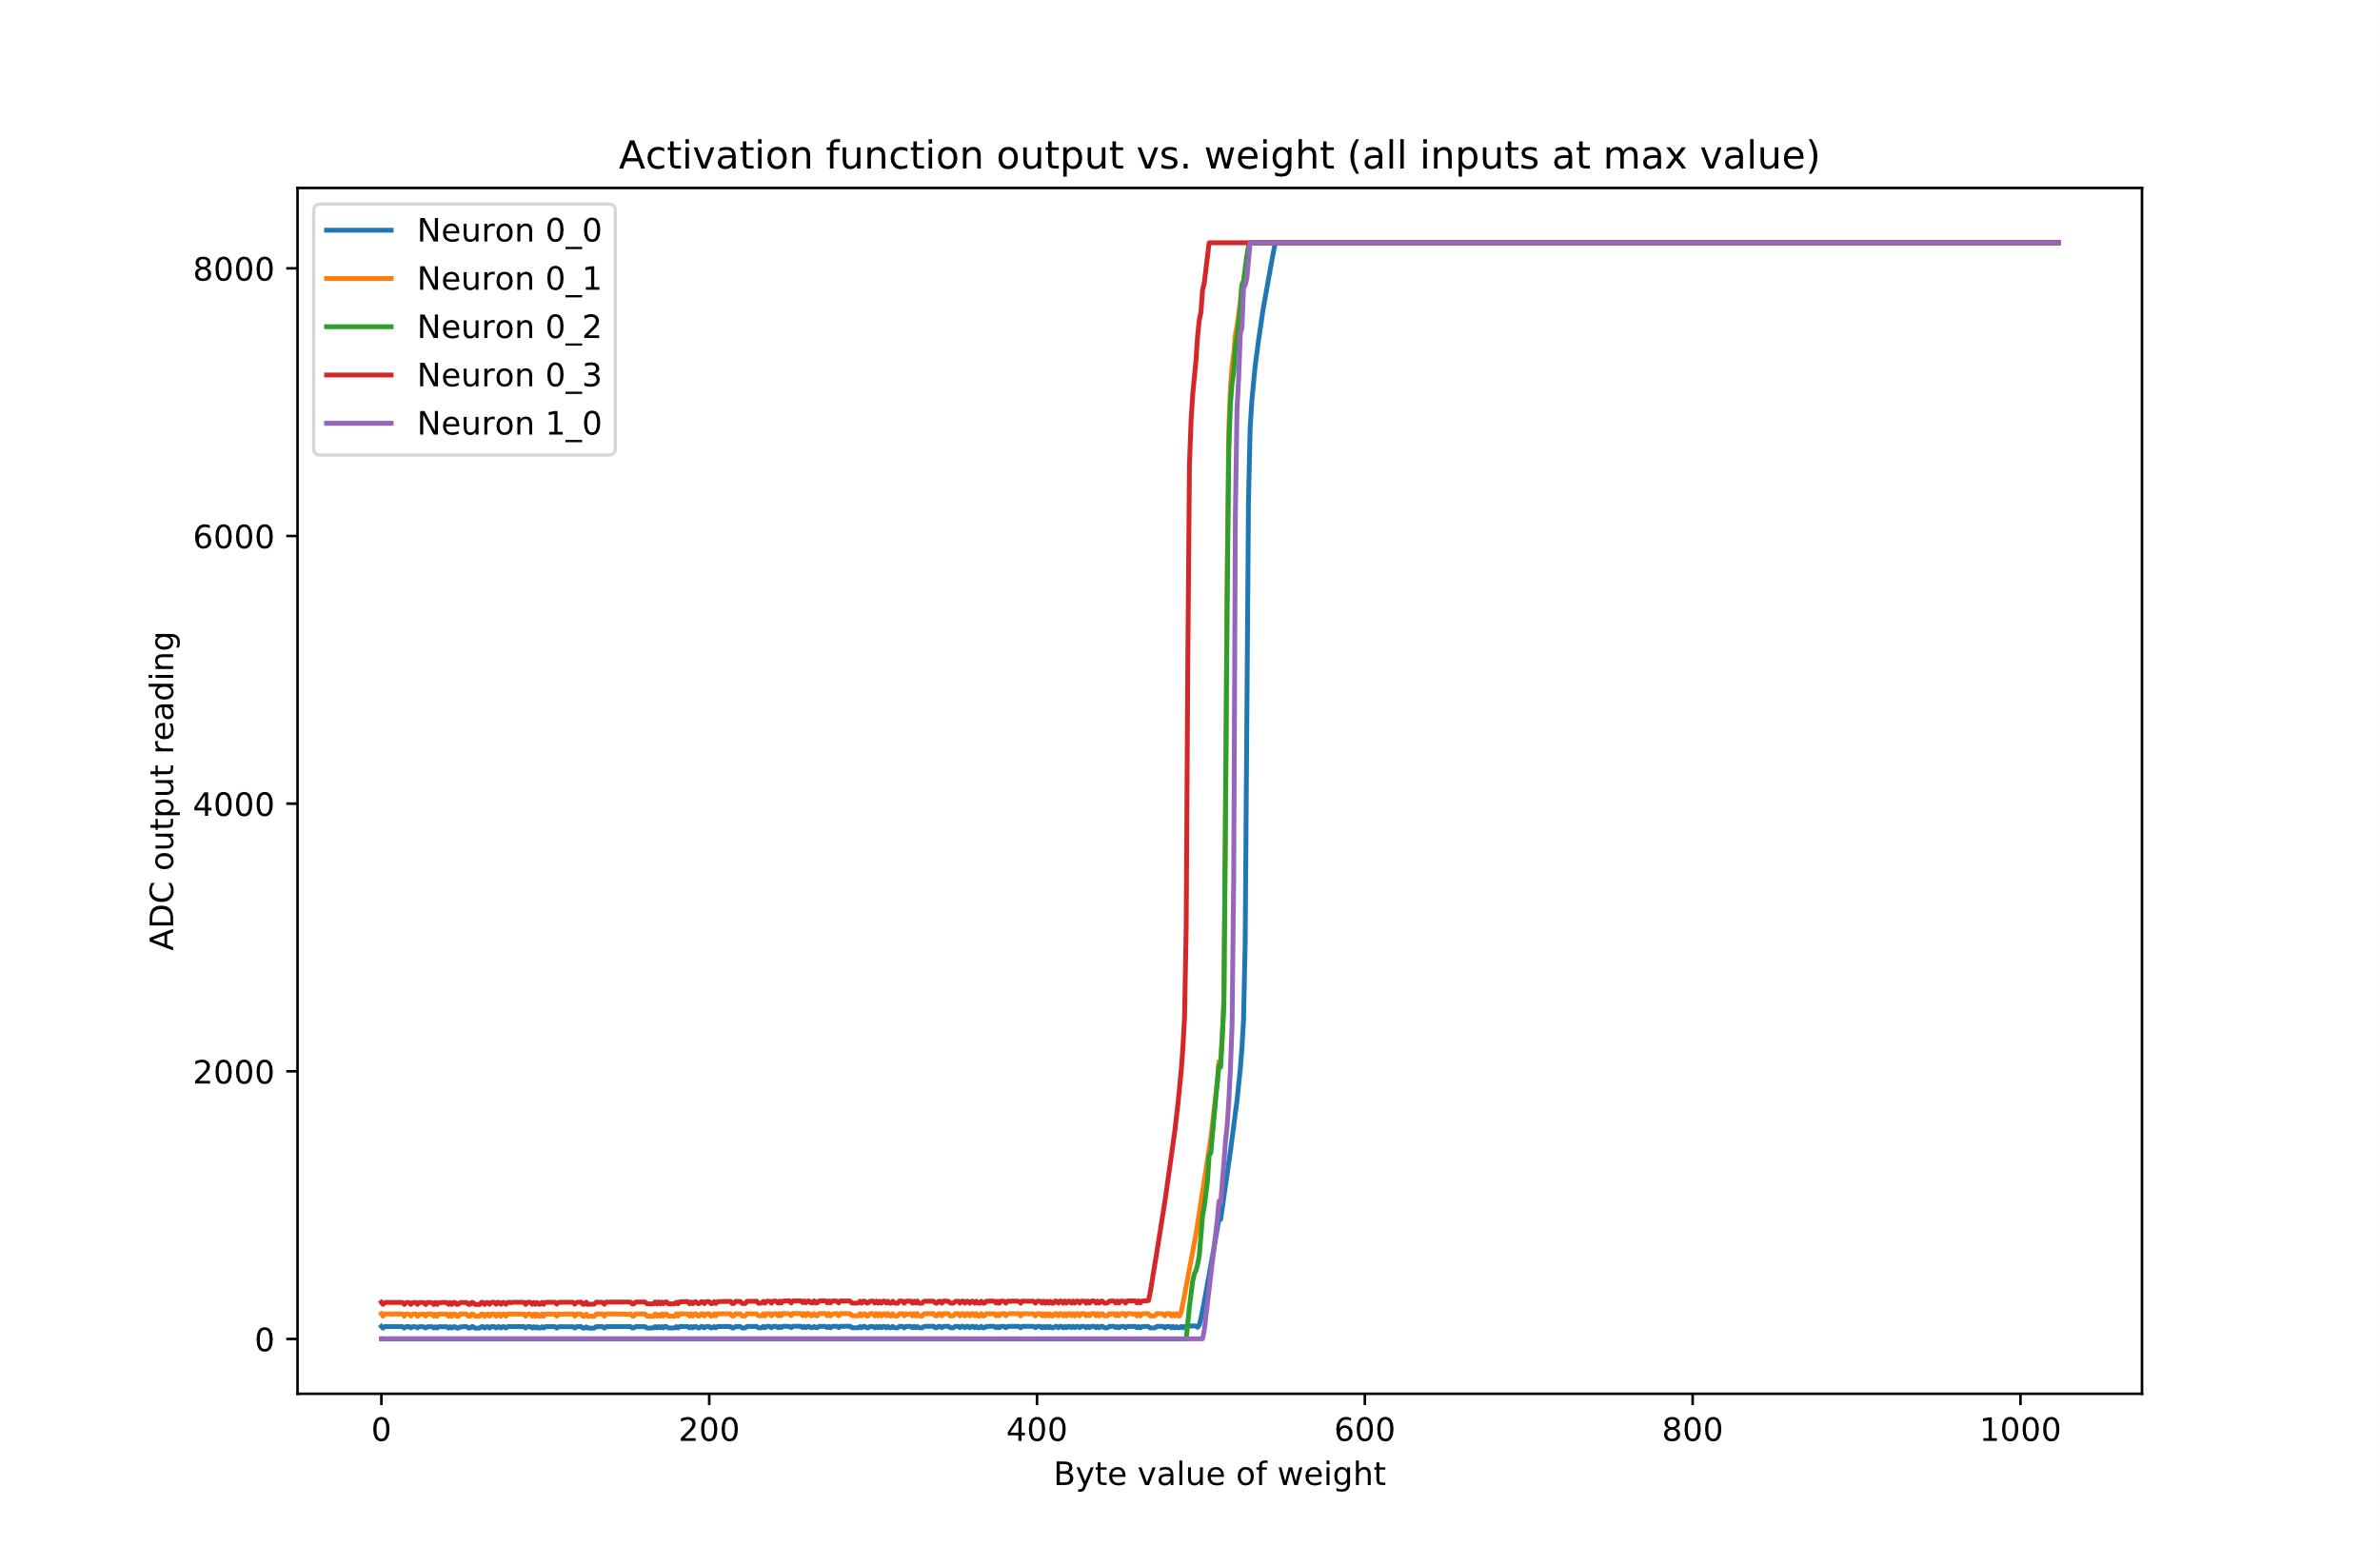 Activation function output vs. weight (all inputs at max value)
Neuron 0_0
Neuron 0_1
Neuron 0_2
Neuron 0_3
Neuron 1_0
8000
6000
4000
2000
0
ADC output reading
0 200 400 600 800 1000
Byte value of weight